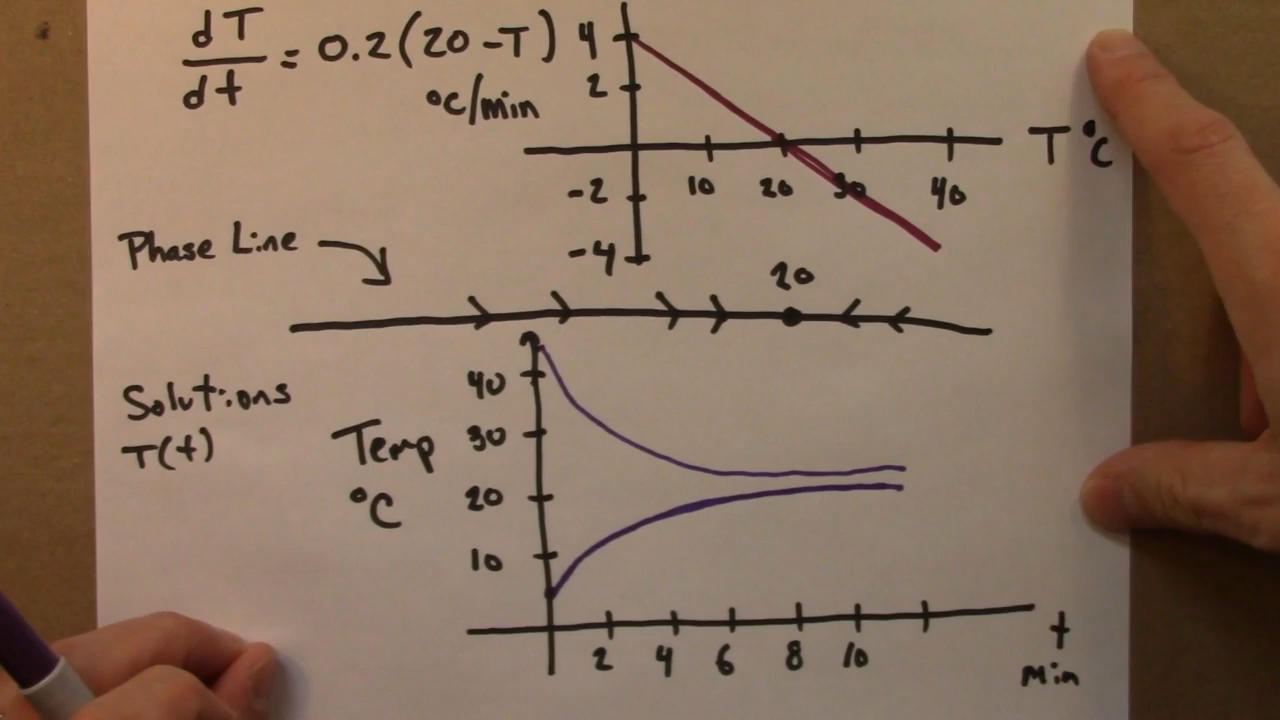 dT/dt = 0.2(20-T)
°C/min
4
2
-2
-4
10 20 30 40
T °C
Phase Line
20
Solutions
T(t)
Temp
°C
40
30
20
10
2 4 6 8 10
t
Min